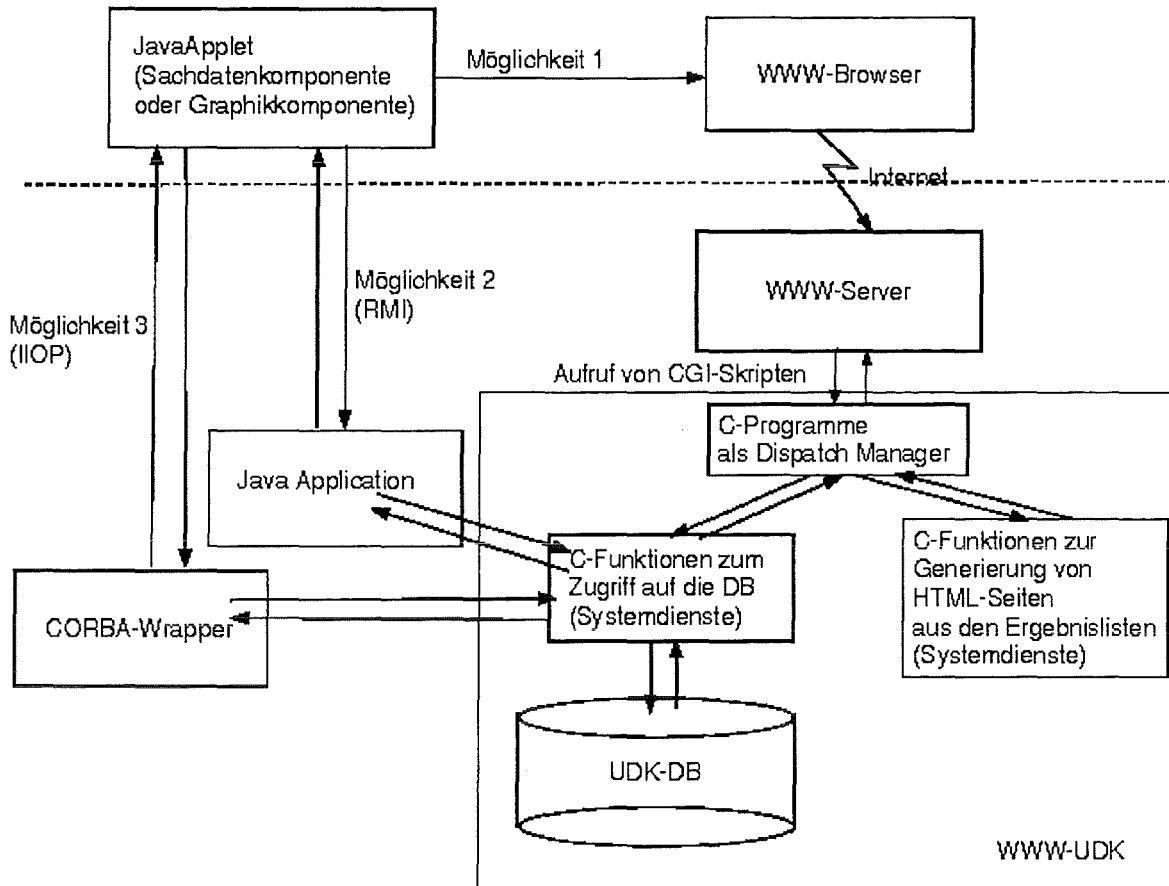 JavaApplet
(Sachdatenkomponente
oder Graphikkomponente)
Möglichkeit 1
WWW-Browser
Internet
WWW-Server
Möglichkeit 2
(RMI)
Möglichkeit 3
(IIOP)
Aufruf von CGI-Skripten
C-Programme
als Dispatch Manager
Java Application
C-Funktionen zum
Zugriff auf die DB
(Systemdienste)
C-Funktionen zur
Generierung von
HTML-Seiten
aus den Ergebnislisten
(Systemdienste)
CORBA-Wrapper
UDK-DB
WWW-UDK